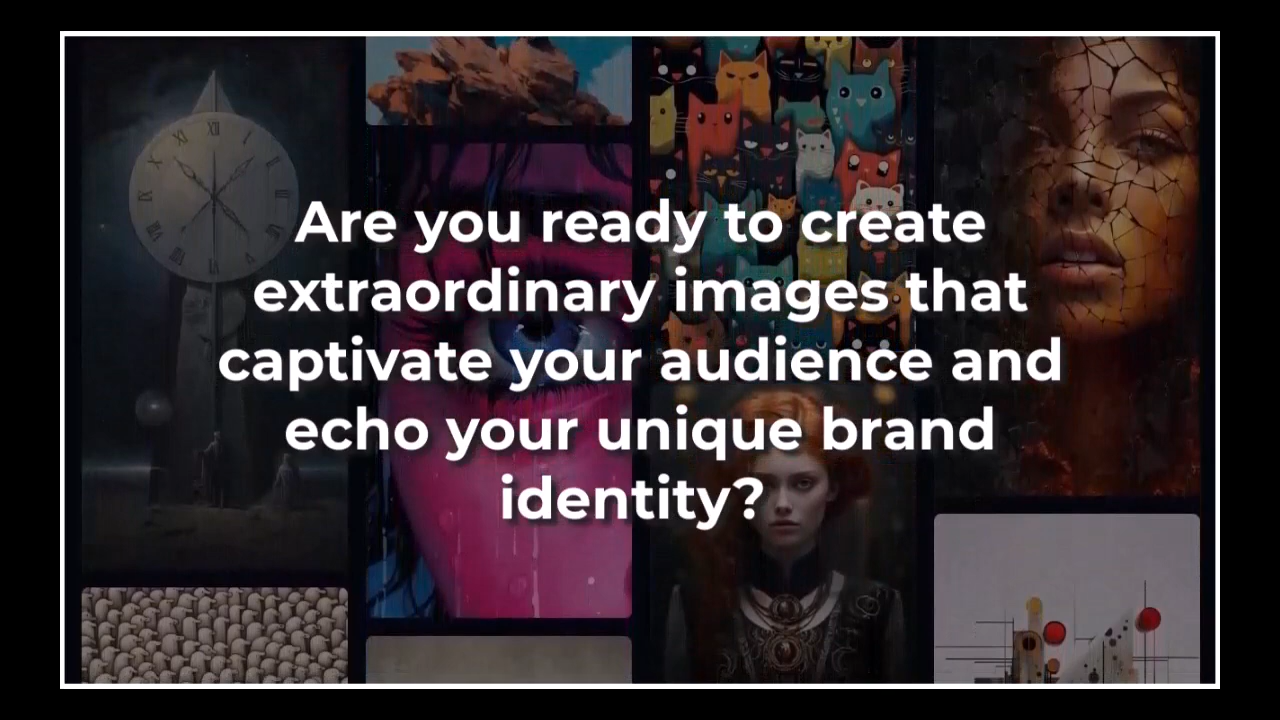 Are you ready to create
extraordinary images that
captivate your audience and
echo your unique brand
identity?